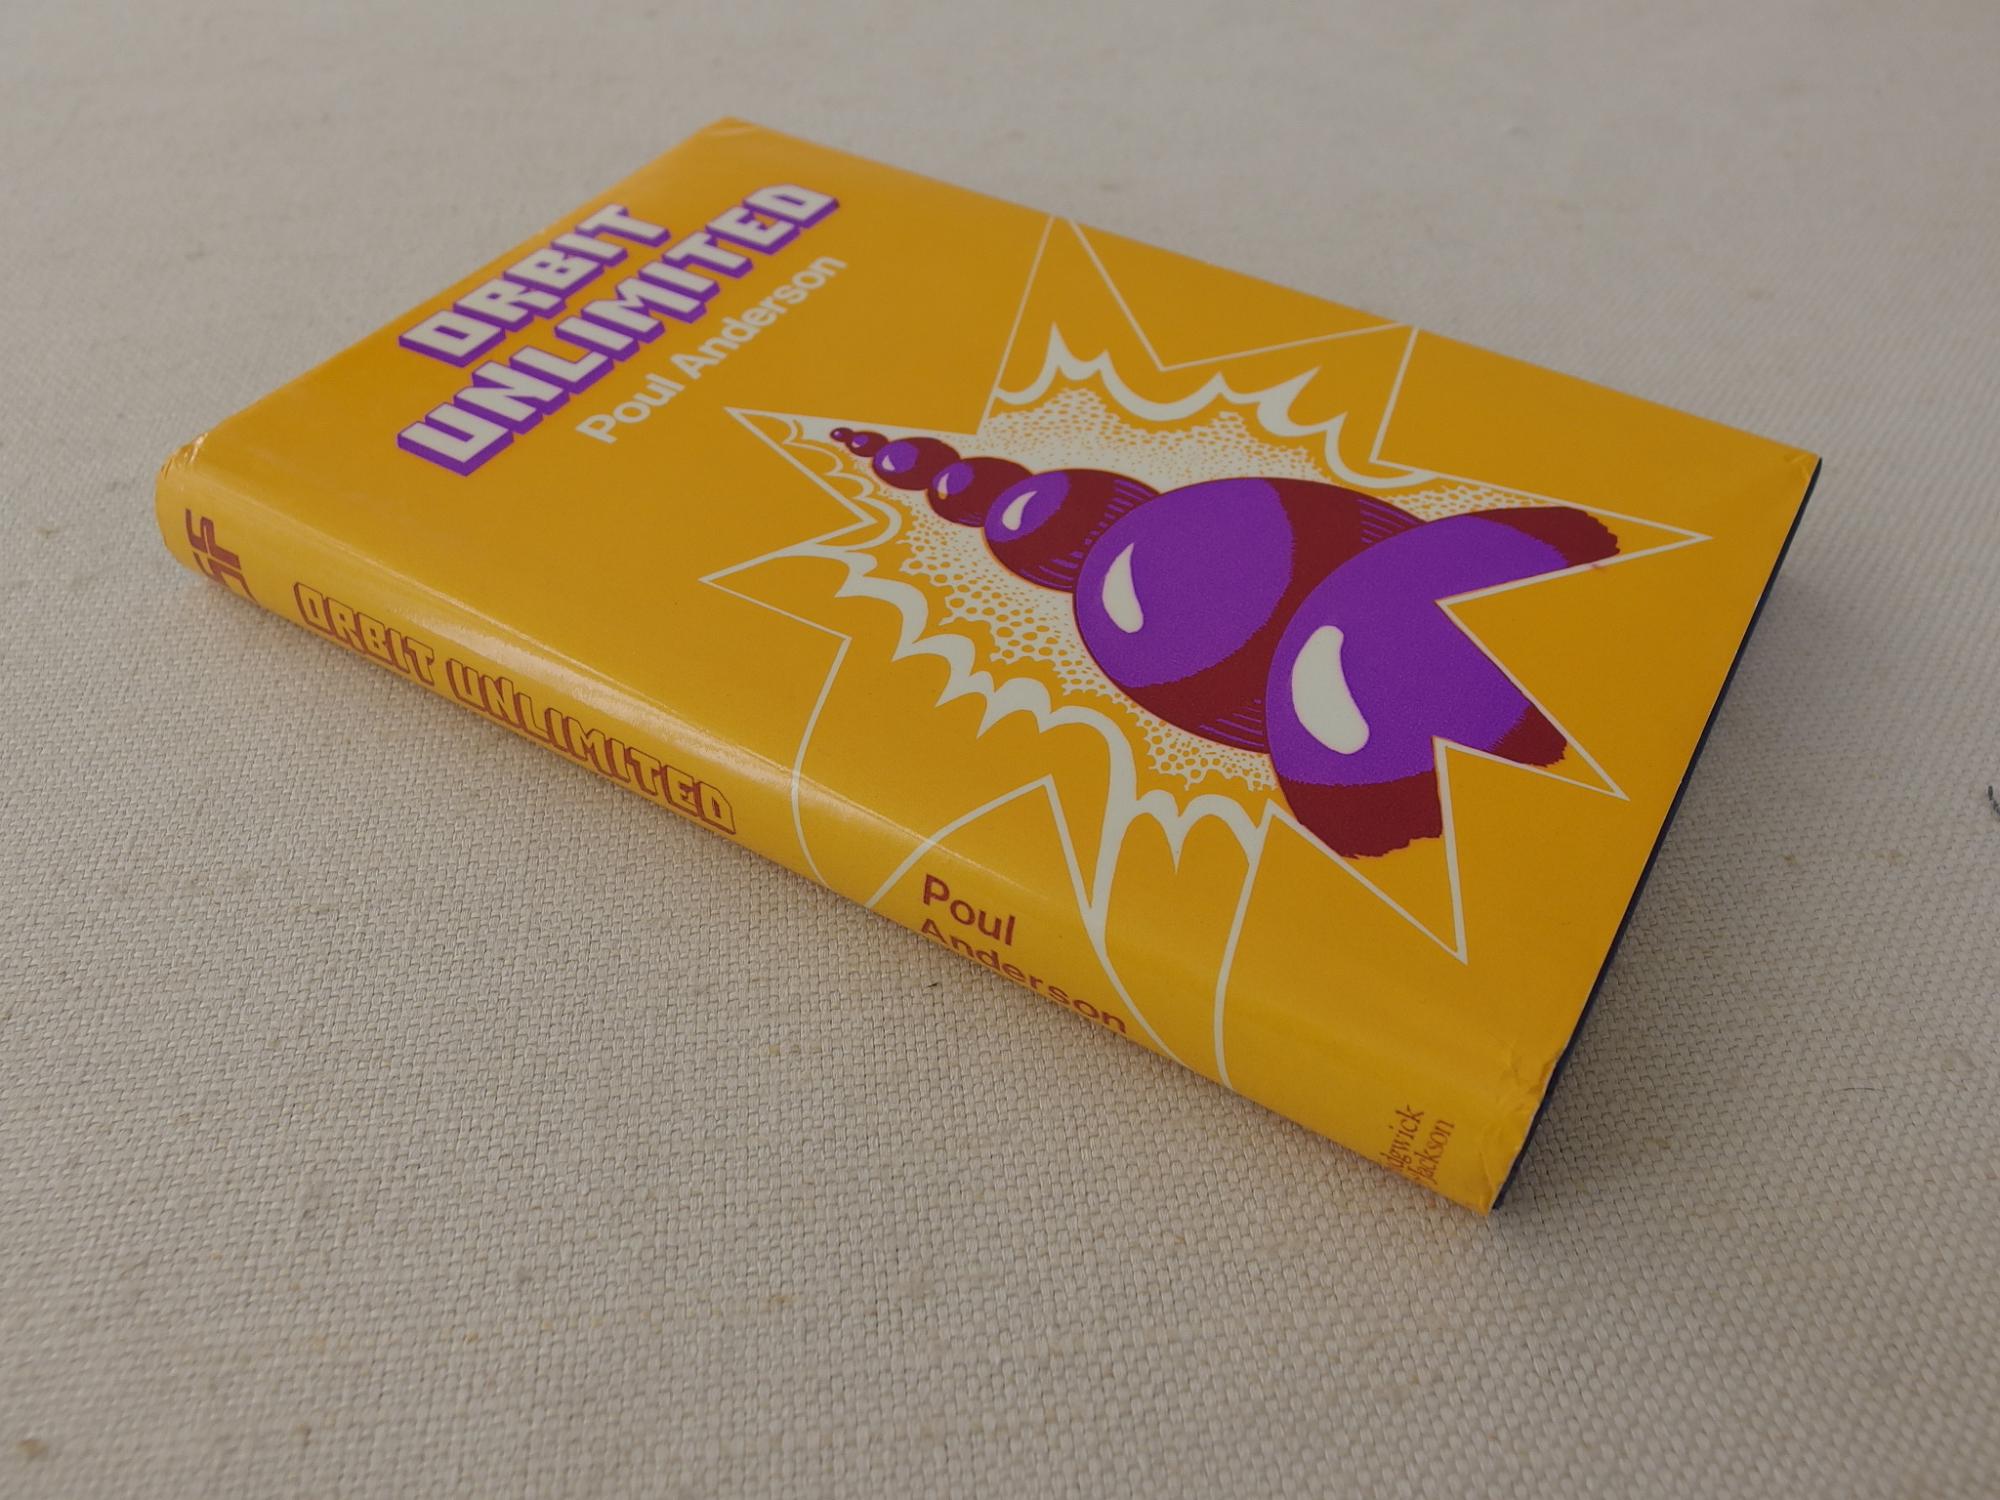 ORBIT
UNLIMITED
Poul Anderson
SF
ORBIT UNLIMITED
Poul
Anderson
Jackson